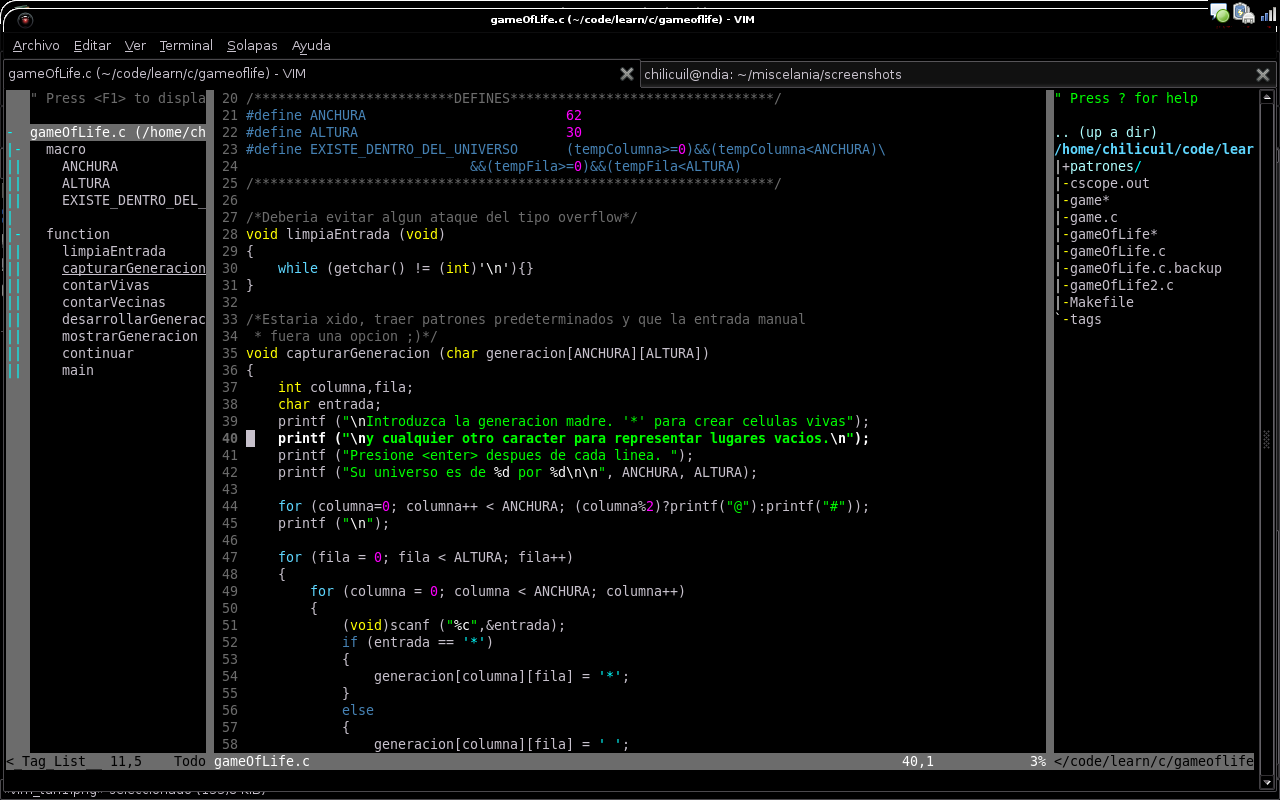 gameOfLife.c (~/code/learn/c/gameoflife) - VIM
Archivo Editar Ver Terminal Solapas Ayuda
gameOfLife.c (~/code/learn/c/gameoflife) - VIM
chilicuil@ndia: ~/miscelania/screenshots
" Press <F1> to displa
- gameOfLife.c (/home/ch
|- macro
|| ANCHURA
|| ALTURA
|| EXISTE_DENTRO_DEL_
|
|- function
|| limpiaEntrada
|| capturarGeneracion
|| contarVivas
|| contarVecinas
|| desarrollarGenerac
|| mostrarGeneracion
|| continuar
|| main
20 /*************************DEFINES*********************************/
21 #define ANCHURA                         62
22 #define ALTURA                          30
23 #define EXISTE_DENTRO_DEL_UNIVERSO      (tempColumna>=0)&&(tempColumna<ANCHURA)\
24                             &&(tempFila>=0)&&(tempFila<ALTURA)
25 /*****************************************************************/
26
27 /*Deberia evitar algun ataque del tipo overflow*/
28 void limpiaEntrada (void)
29 {
30     while (getchar() != (int)'\n'){}
31 }
32
33 /*Estaria xido, traer patrones predeterminados y que la entrada manual
34  * fuera una opcion ;)*/
35 void capturarGeneracion (char generacion[ANCHURA][ALTURA])
36 {
37     int columna,fila;
38     char entrada;
39     printf ("\nIntroduzca la generacion madre. '*' para crear celulas vivas");
40     printf ("\ny cualquier otro caracter para representar lugares vacios.\n");
41     printf ("Presione <enter> despues de cada linea. ");
42     printf ("Su universo es de %d por %d\n\n", ANCHURA, ALTURA);
43
44     for (columna=0; columna++ < ANCHURA; (columna%2)?printf("@"):printf("#"));
45     printf ("\n");
46
47     for (fila = 0; fila < ALTURA; fila++)
48     {
49         for (columna = 0; columna < ANCHURA; columna++)
50         {
51             (void)scanf ("%c",&entrada);
52             if (entrada == '*')
53             {
54                 generacion[columna][fila] = '*';
55             }
56             else
57             {
58                 generacion[columna][fila] = ' ';
" Press ? for help
.. (up a dir)
/home/chilicuil/code/lear
|+patrones/
|-cscope.out
|-game*
|-game.c
|-gameOfLife*
|-gameOfLife.c
|-gameOfLife.c.backup
|-gameOfLife2.c
|-Makefile
`-tags
<_Tag_List__ 11,5 Todo gameOfLife.c 40,1 3% </code/learn/c/gameoflife